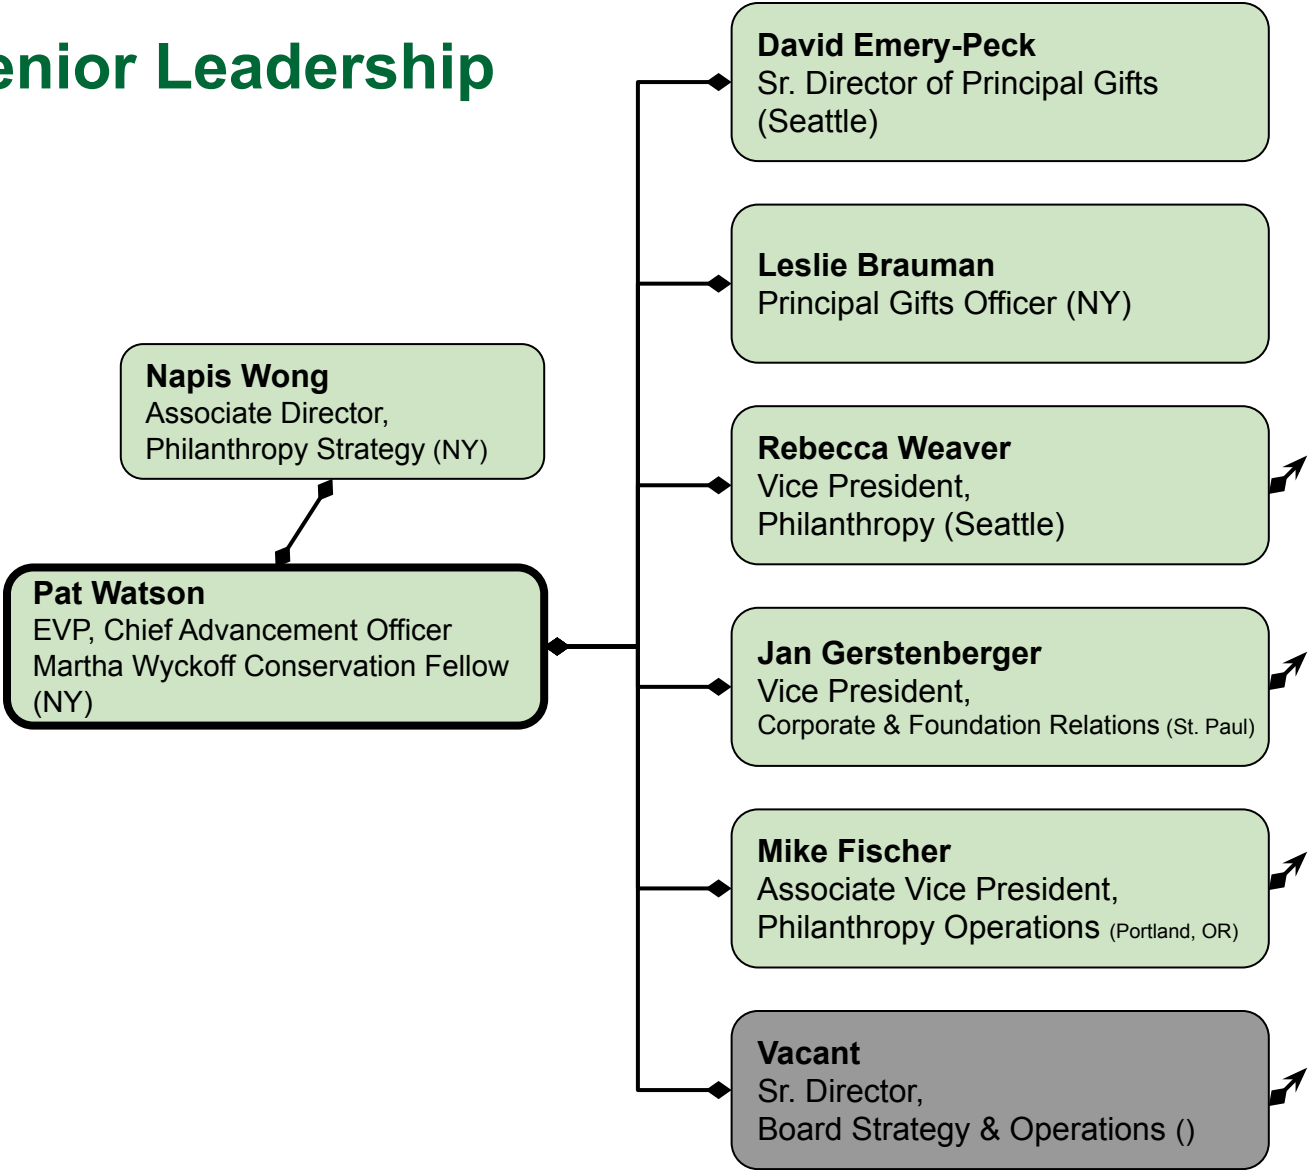 enior Leadership
David Emery-Peck
Sr. Director of Principal Gifts
(Seattle)
Leslie Brauman
Principal Gifts Officer (NY)
Napis Wong
Associate Director,
Philanthropy Strategy (NY)
Rebecca Weaver
Vice President,
Philanthropy (Seattle)
Pat Watson
EVP, Chief Advancement Officer
Martha Wyckoff Conservation Fellow
(NY)
Jan Gerstenberger
Vice President,
Corporate & Foundation Relations (St. Paul)
Mike Fischer
Associate Vice President,
Philanthropy Operations (Portland, OR)
Vacant
Sr. Director,
Board Strategy & Operations ()